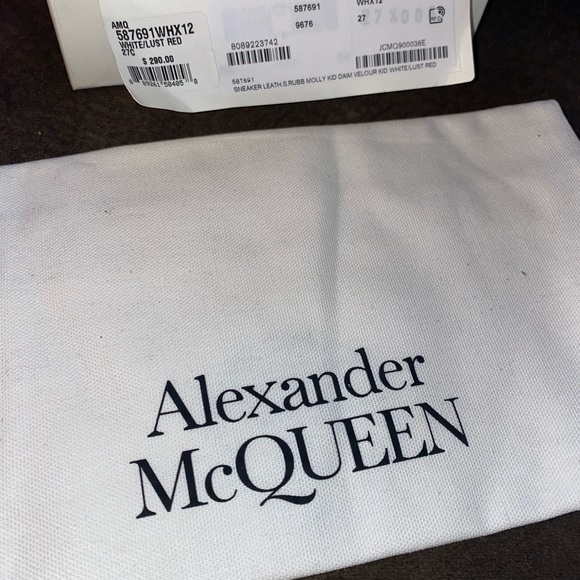 AMQ
587691WHX12
WHITE/LUST RED
27C
$ 290.00
587691
WHX12
9676
27
8089223742
JCMQ900036E
587691
SNEAKER LEATH.S.RUBB MOLLY KID DAIM VELOUR KID WHITE/LUST RED
Alexander
McQUEEN